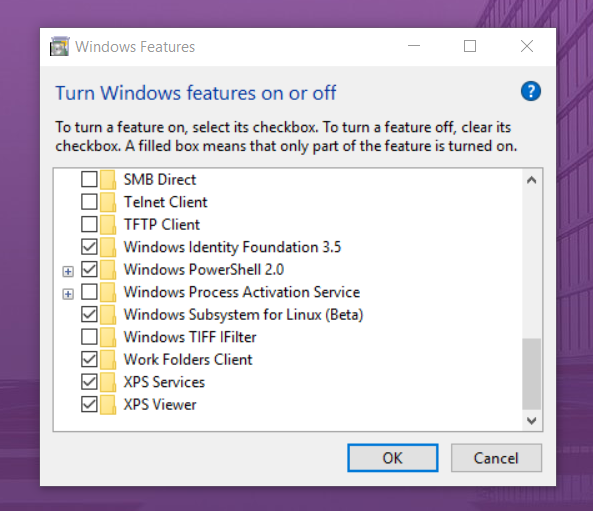 Windows Features
Turn Windows features on or off
?
To turn a feature on, select its checkbox. To turn a feature off, clear its
checkbox. A filled box means that only part of the feature is turned on.
SMB Direct
Telnet Client
TFTP Client
Windows Identity Foundation 3.5
Windows PowerShell 2.0
Windows Process Activation Service
Windows Subsystem for Linux (Beta)
Windows TIFF IFilter
Work Folders Client
XPS Services
XPS Viewer
OK Cancel